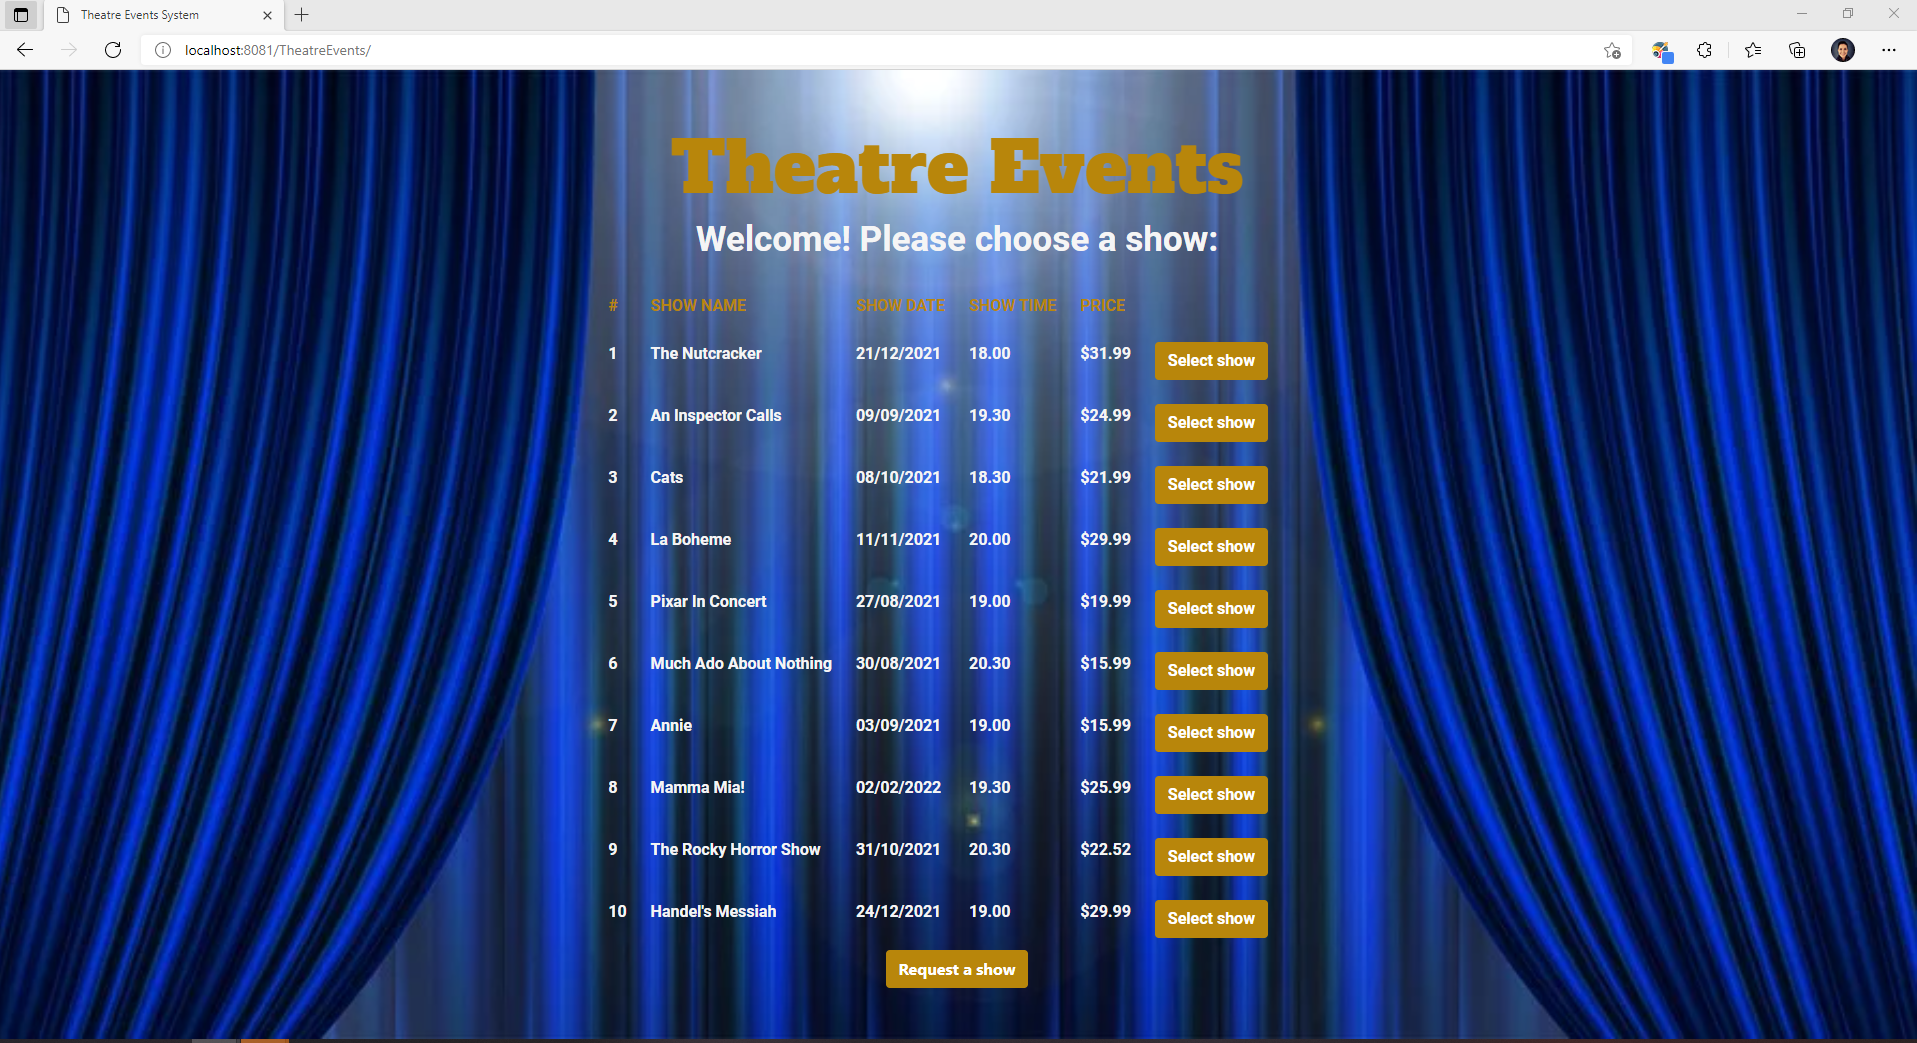 Theatre Events System
localhost:8081/TheatreEvents/
Theatre Events
Welcome! Please choose a show:
# SHOW NAME SHOW DATE SHOW TIME PRICE
1 The Nutcracker 21/12/2021 18.00 $31.99 Select show
2 An Inspector Calls 09/09/2021 19.30 $24.99 Select show
3 Cats 08/10/2021 18.30 $21.99 Select show
4 La Boheme 11/11/2021 20.00 $29.99 Select show
5 Pixar In Concert 27/08/2021 19.00 $19.99 Select show
6 Much Ado About Nothing 30/08/2021 20.30 $15.99 Select show
7 Annie 03/09/2021 19.00 $15.99 Select show
8 Mamma Mia! 02/02/2022 19.30 $25.99 Select show
9 The Rocky Horror Show 31/10/2021 20.30 $22.52 Select show
10 Handel's Messiah 24/12/2021 19.00 $29.99 Select show
Request a show